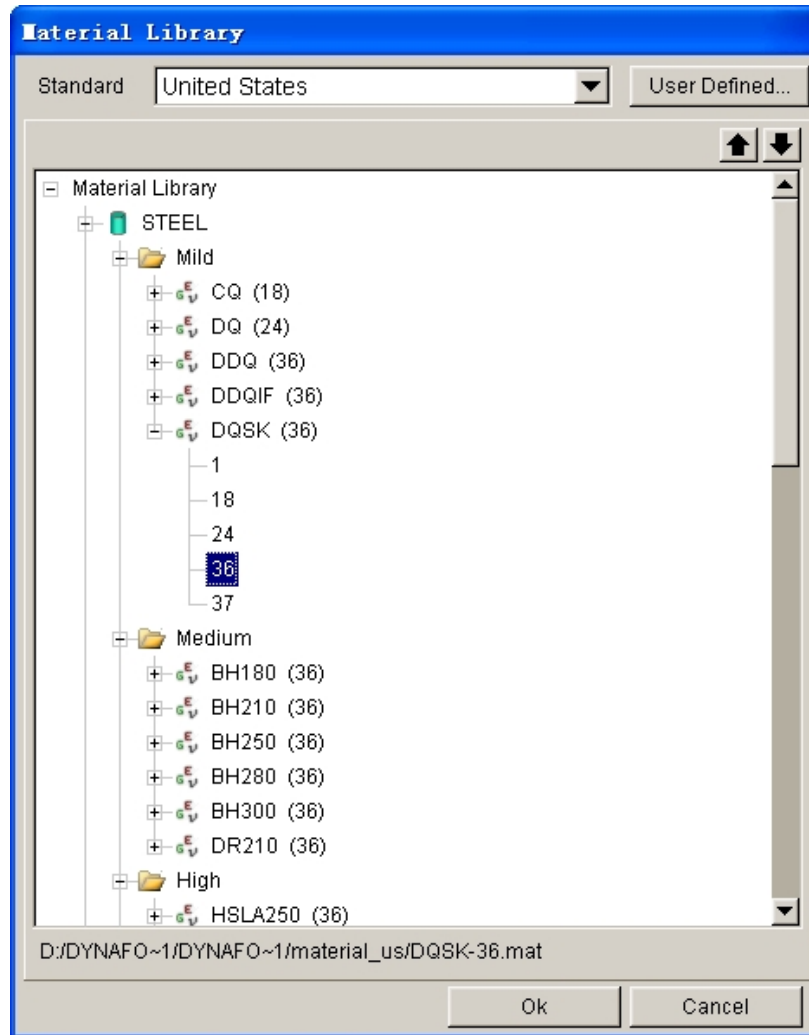 Material Library
Standard United States User Defined...
Material Library
STEEL
Mild
CQ (18)
DQ (24)
DDQ (36)
DDQIF (36)
DQSK (36)
1
18
24
36
37
Medium
BH180 (36)
BH210 (36)
BH250 (36)
BH280 (36)
BH300 (36)
DR210 (36)
High
HSLA250 (36)
D:/DYNAFO~1/DYNAFO~1/material_us/DQSK-36.mat
Ok Cancel